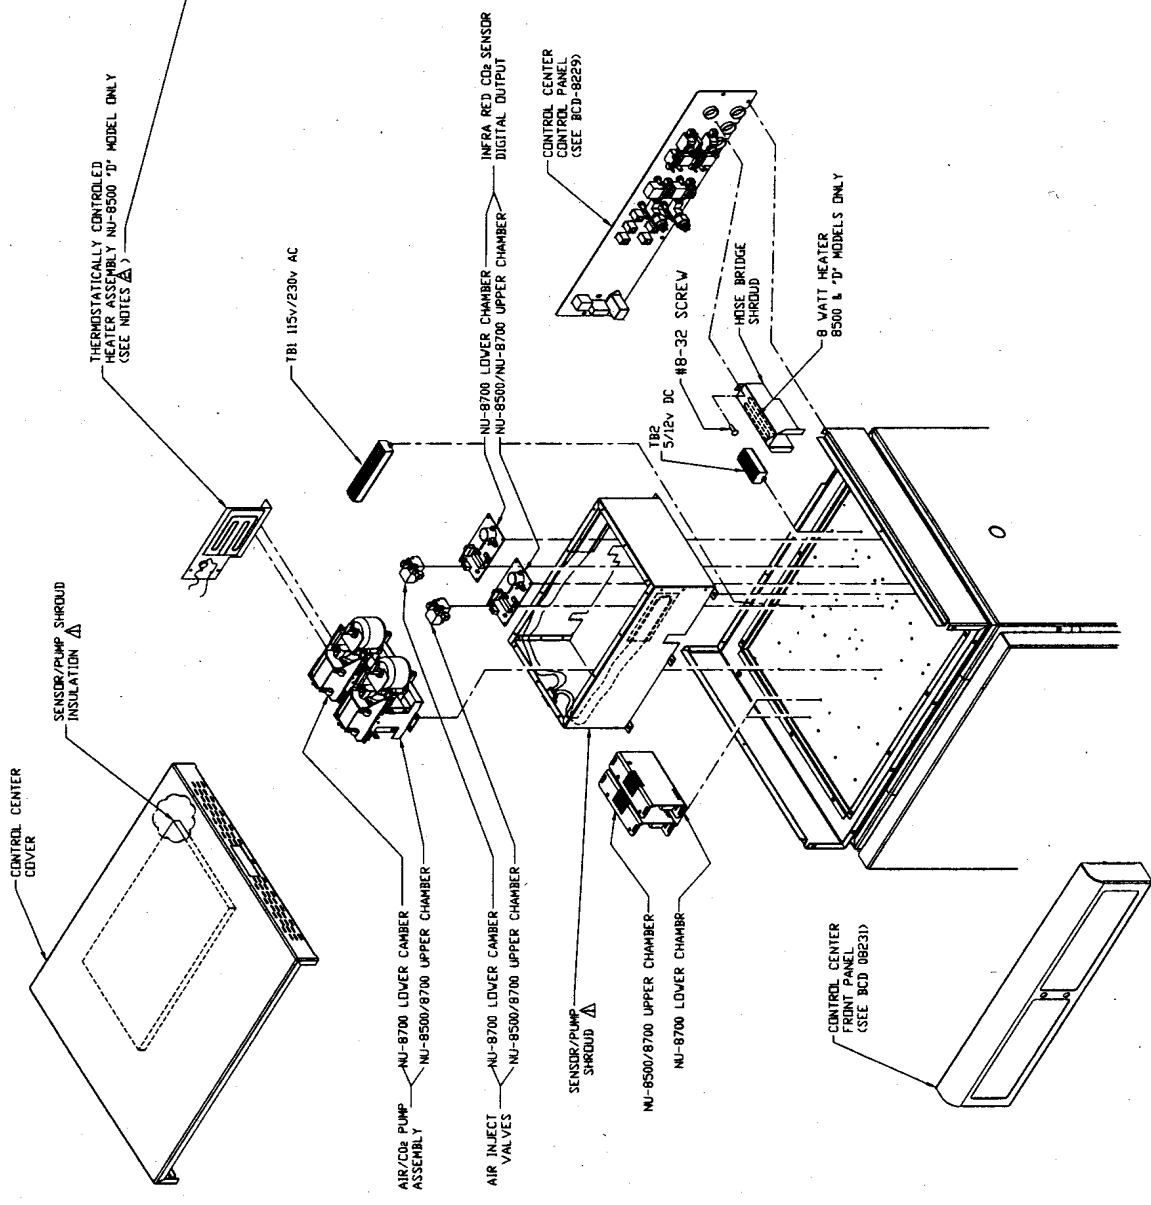 CONTROL CENTER
COVER
SENSOR/PUMP SHROUD
INSULATION
THERMOSTATICALLY CONTROLED
HEATER ASSEMBLY NU-8500 "D" MODEL ONLY
(SEE NOTES )
TB1 115v/230v AC
NU-8700 LOWER CHAMBER
NU-8500/NU-8700 UPPER CHAMBER
INFRA RED CO2 SENSOR
DIGITAL OUTPUT
CONTROL CENTER
CONTROL PANEL
(SEE BCD-8229)
AIR/CO2 PUMP
ASSEMBLY
NU-8700 LOWER CAMBER
NU-8500/8700 UPPER CHAMBER
AIR INJECT
VALVES
NU-8700 LOWER CAMBER
NU-8500/8700 UPPER CHAMBER
SENSOR/PUMP
SHROUD
NU-8500/8700 UPPER CHAMBER
NU-8700 LOWER CHAMBR
TB2
5/12v DC
#8-32 SCREW
HOSE BRIDGE
SHROUD
8 WATT HEATER
8500 & "D" MODELS ONLY
CONTROL CENTER
FRONT PANEL
(SEE BCD 08231)